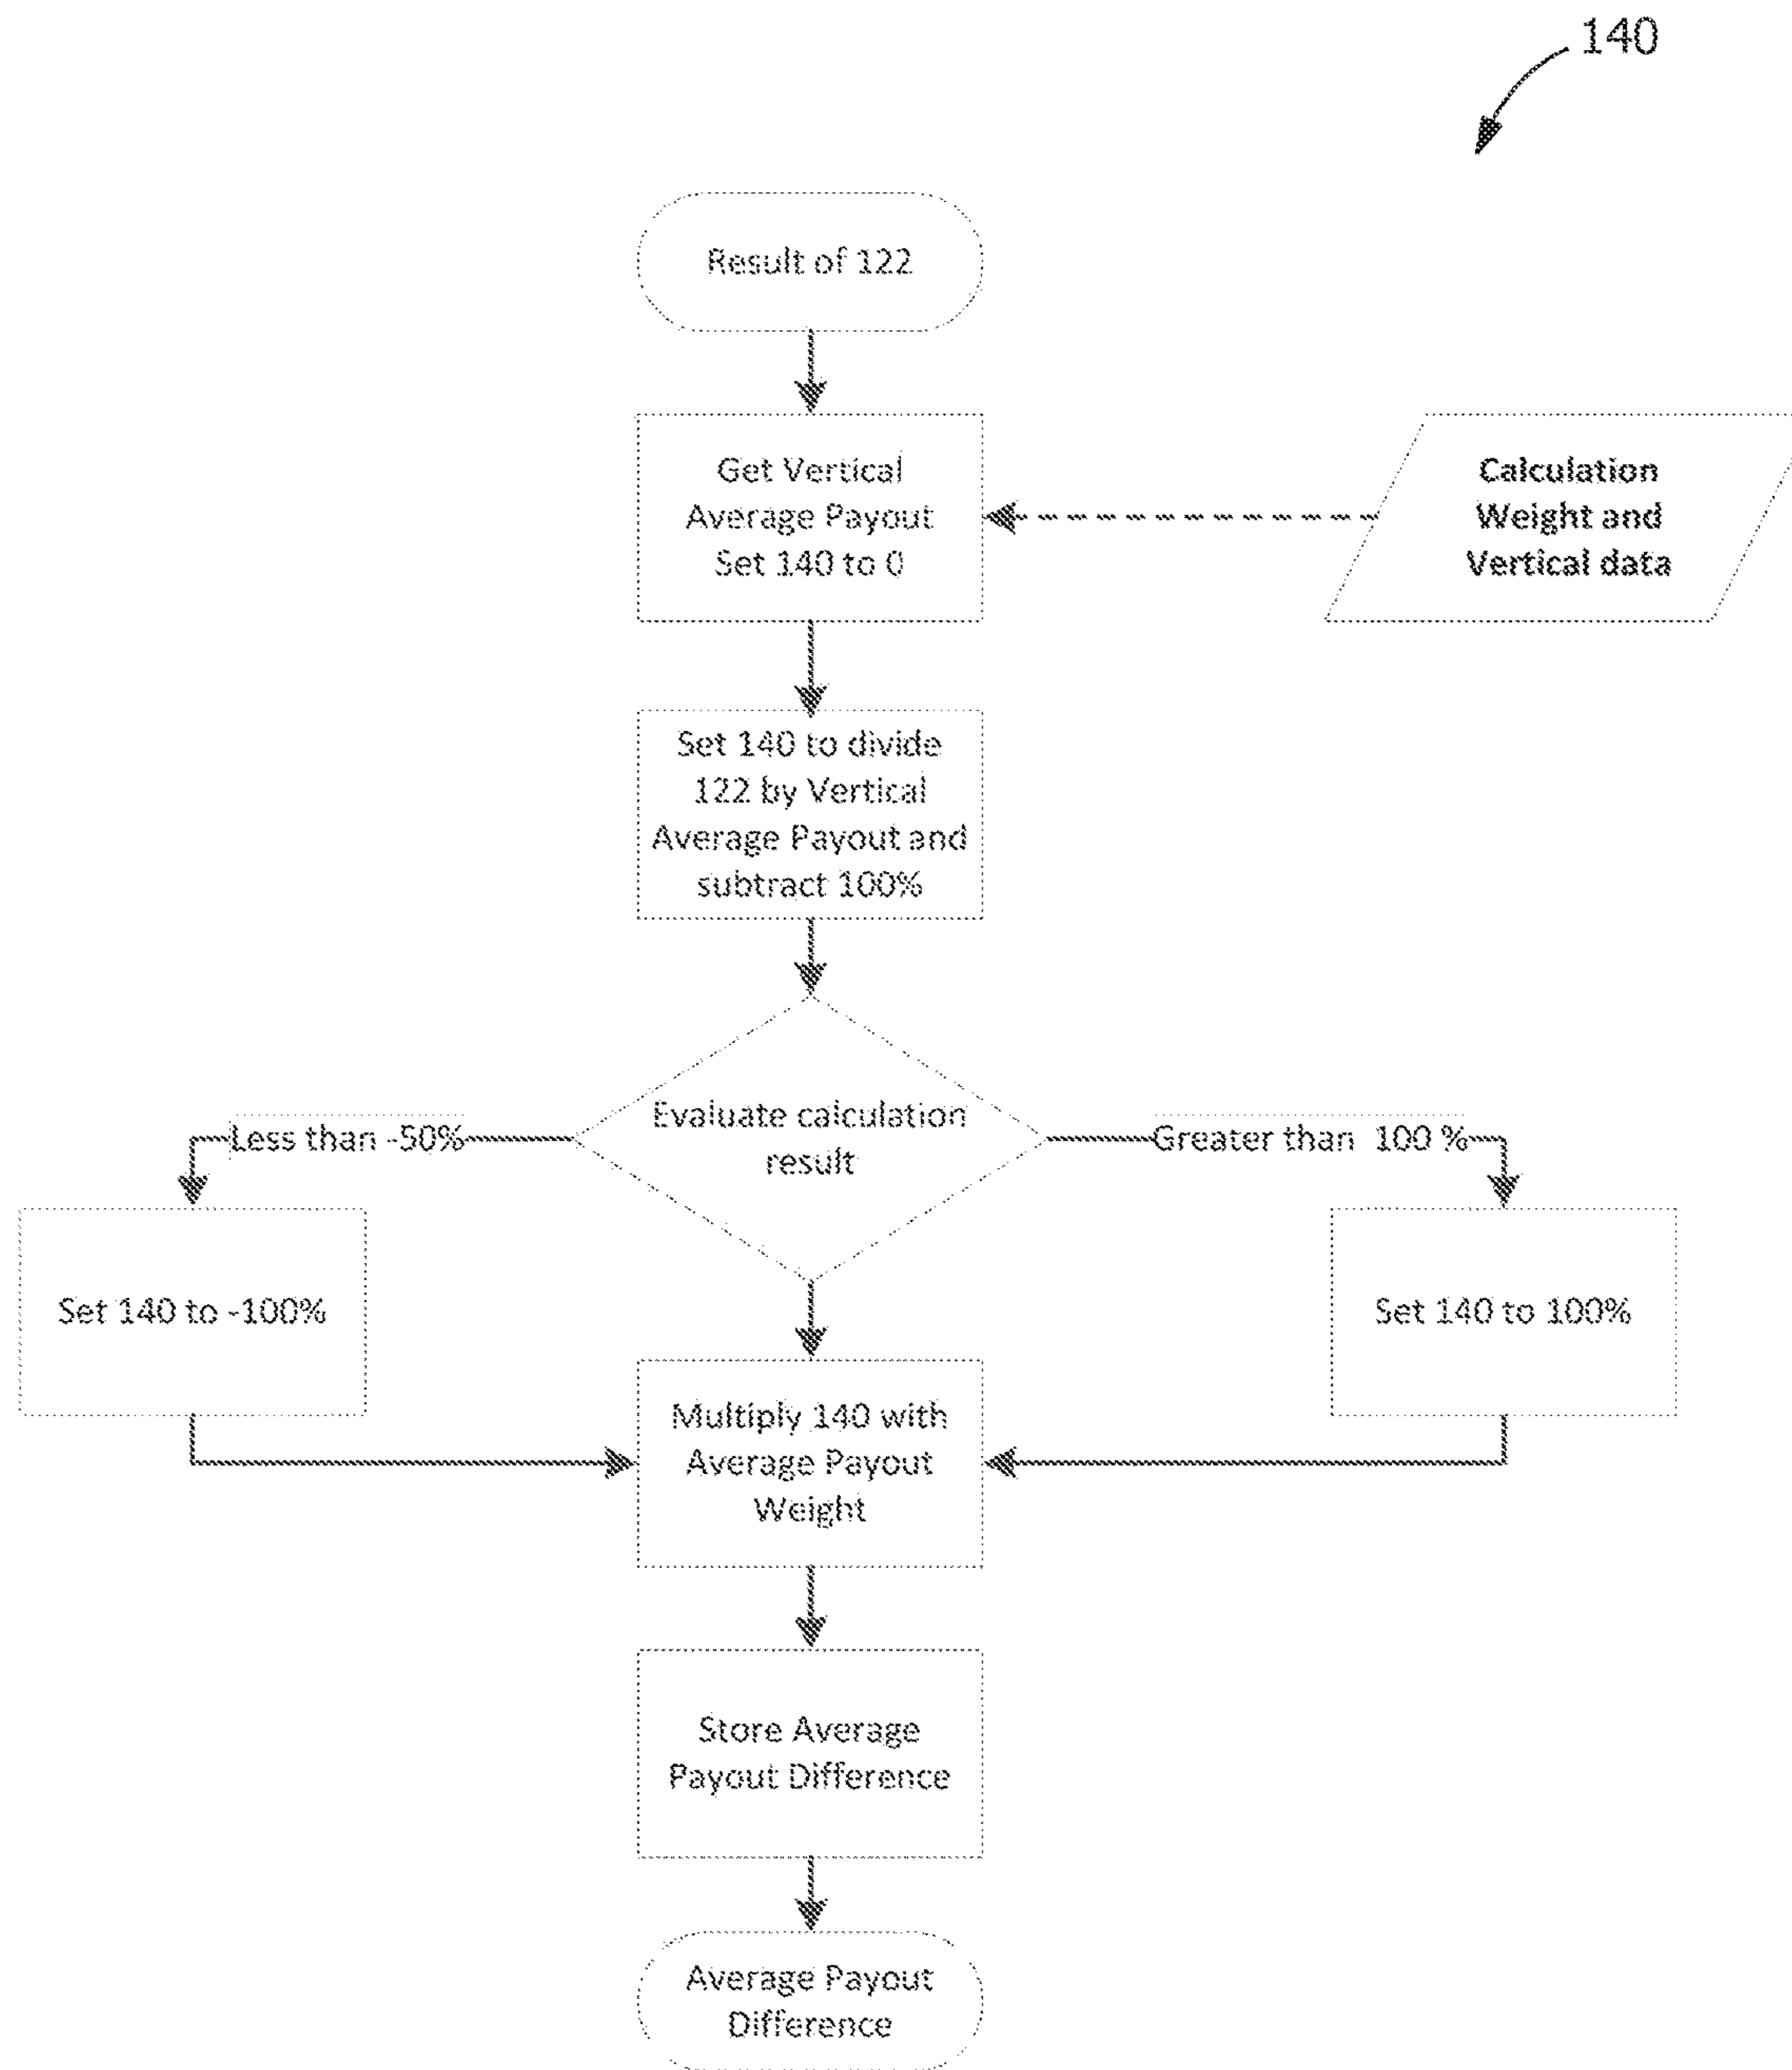 140
Result of 122
Get Vertical
Average Payout
Set 140 to 0
Calculation
Weight and
Vertical data
Set 140 to divide
122 by Vertical
Average Payout and
subtract 100%
Evaluate calculation
result
Less than -50%
Greater than  100 %
Set 140 to -100%
Set 140 to 100%
Multiply 140 with
Average Payout
Weight
Store Average
Payout Difference
Average Payout
Difference